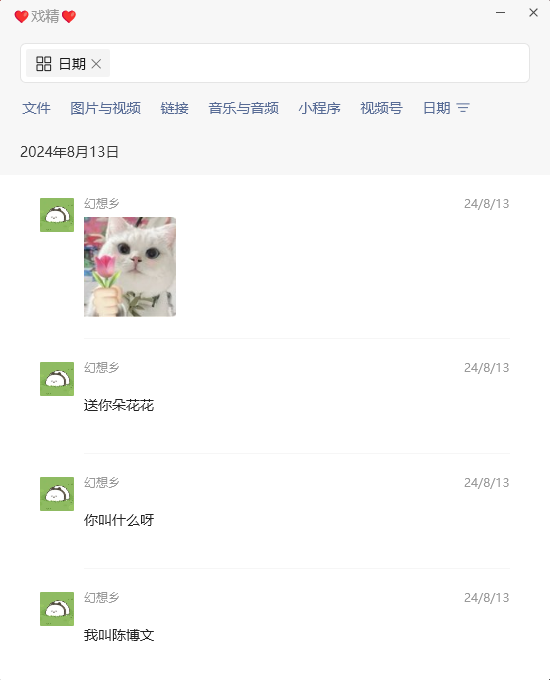 ❤️戏精❤️
日期
文件 图片与视频 链接 音乐与音频 小程序 视频号 日期
2024年8月13日
幻想乡 24/8/13
幻想乡 24/8/13
送你朵花花
幻想乡 24/8/13
你叫什么呀
幻想乡 24/8/13
我叫陈博文